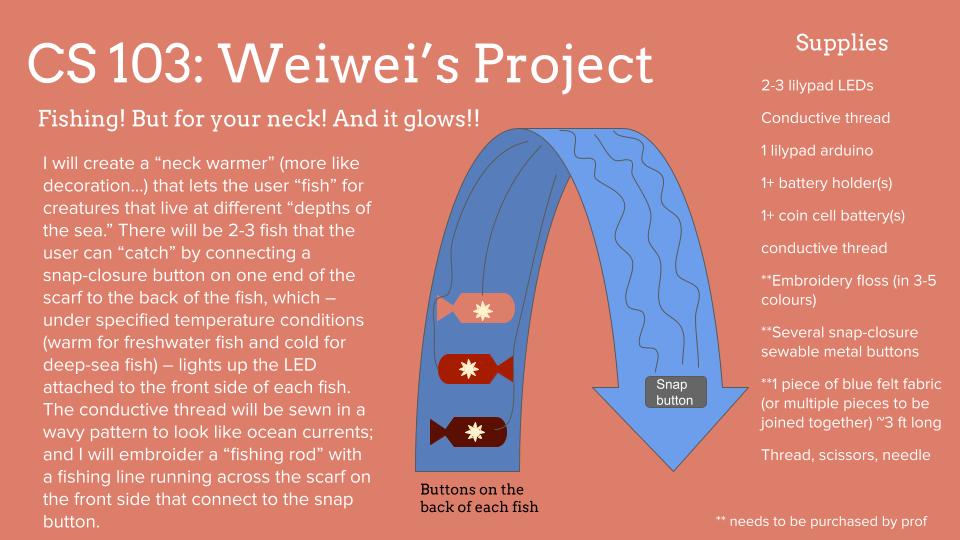 CS 103: Weiwei’s Project
Fishing! But for your neck! And it glows!!
I will create a “neck warmer” (more like
decoration…) that lets the user “fish” for
creatures that live at different “depths of
the sea.” There will be 2-3 fish that the
user can “catch” by connecting a
snap-closure button on one end of the
scarf to the back of the fish, which –
under specified temperature conditions
(warm for freshwater fish and cold for
deep-sea fish) – lights up the LED
attached to the front side of each fish.
The conductive thread will be sewn in a
wavy pattern to look like ocean currents;
and I will embroider a “fishing rod” with
a fishing line running across the scarf on
the front side that connect to the snap
button.
Snap
button
Buttons on the
back of each fish
Supplies
2-3 lilypad LEDs
Conductive thread
1 lilypad arduino
1+ battery holder(s)
1+ coin cell battery(s)
conductive thread
**Embroidery floss (in 3-5
colours)
**Several snap-closure
sewable metal buttons
**1 piece of blue felt fabric
(or multiple pieces to be
joined together) ~3 ft long
Thread, scissors, needle
** needs to be purchased by prof